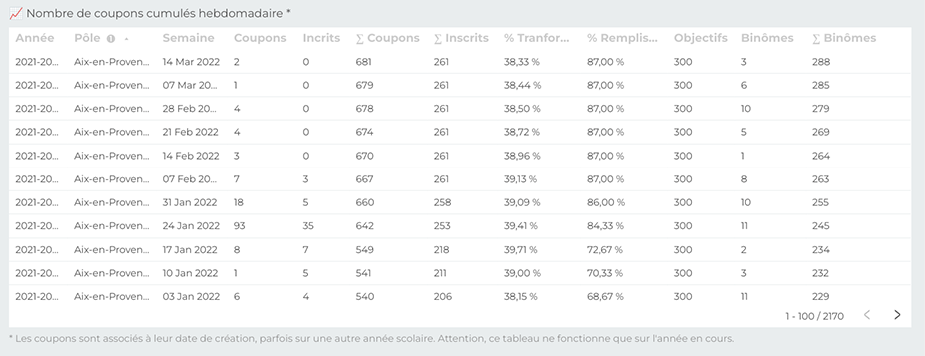 📈 Nombre de coupons cumulés hebdomadaire *
Année Pôle Semaine Coupons Incrits ∑ Coupons ∑ Inscrits % Tranfor... % Remplis... Objectifs Binômes ∑ Binômes
2021-20... Aix-en-Proven... 14 Mar 2022 2 0 681 261 38,33 % 87,00 % 300 3 288
2021-20... Aix-en-Proven... 07 Mar 20... 1 0 679 261 38,44 % 87,00 % 300 6 285
2021-20... Aix-en-Proven... 28 Feb 20... 4 0 678 261 38,50 % 87,00 % 300 10 279
2021-20... Aix-en-Proven... 21 Feb 2022 4 0 674 261 38,72 % 87,00 % 300 5 269
2021-20... Aix-en-Proven... 14 Feb 2022 3 0 670 261 38,96 % 87,00 % 300 1 264
2021-20... Aix-en-Proven... 07 Feb 20... 7 3 667 261 39,13 % 87,00 % 300 8 263
2021-20... Aix-en-Proven... 31 Jan 2022 18 5 660 258 39,09 % 86,00 % 300 10 255
2021-20... Aix-en-Proven... 24 Jan 2022 93 35 642 253 39,41 % 84,33 % 300 11 245
2021-20... Aix-en-Proven... 17 Jan 2022 8 7 549 218 39,71 % 72,67 % 300 2 234
2021-20... Aix-en-Proven... 10 Jan 2022 1 5 541 211 39,00 % 70,33 % 300 3 232
2021-20... Aix-en-Proven... 03 Jan 2022 6 4 540 206 38,15 % 68,67 % 300 11 229
1 - 100 / 2170 < >
* Les coupons sont associés à leur date de création, parfois sur une autre année scolaire. Attention, ce tableau ne fonctionne que sur l'année en cours.